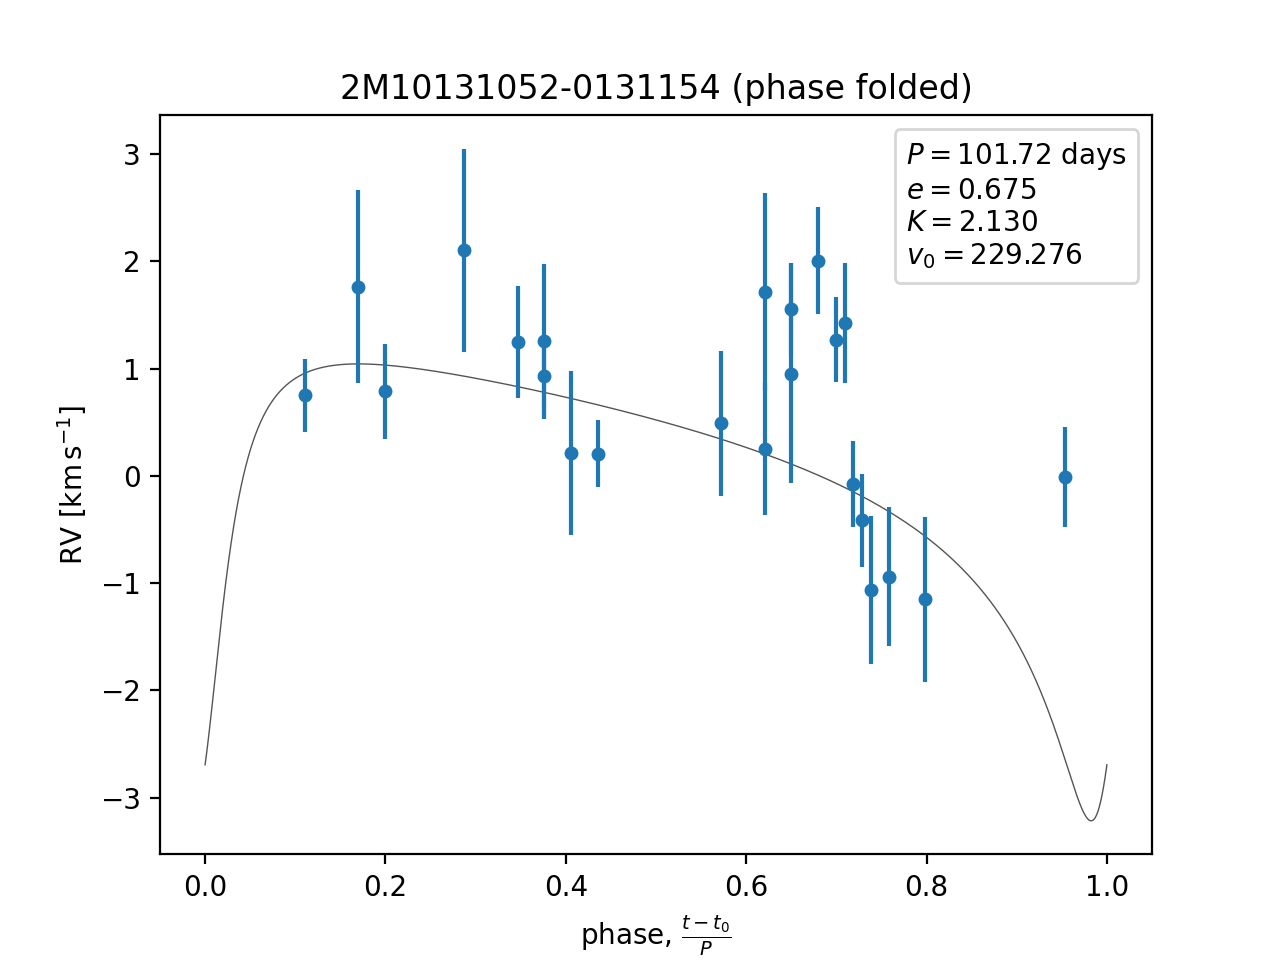 2M10131052-0131154 (phase folded)
P = 101.72 days
e = 0.675
K = 2.130
v₀ = 229.276
3
2
1
0
−1
−2
−3
RV [km s⁻¹]
0.0 0.2 0.4 0.6 0.8 1.0
phase, (t − t₀)/P